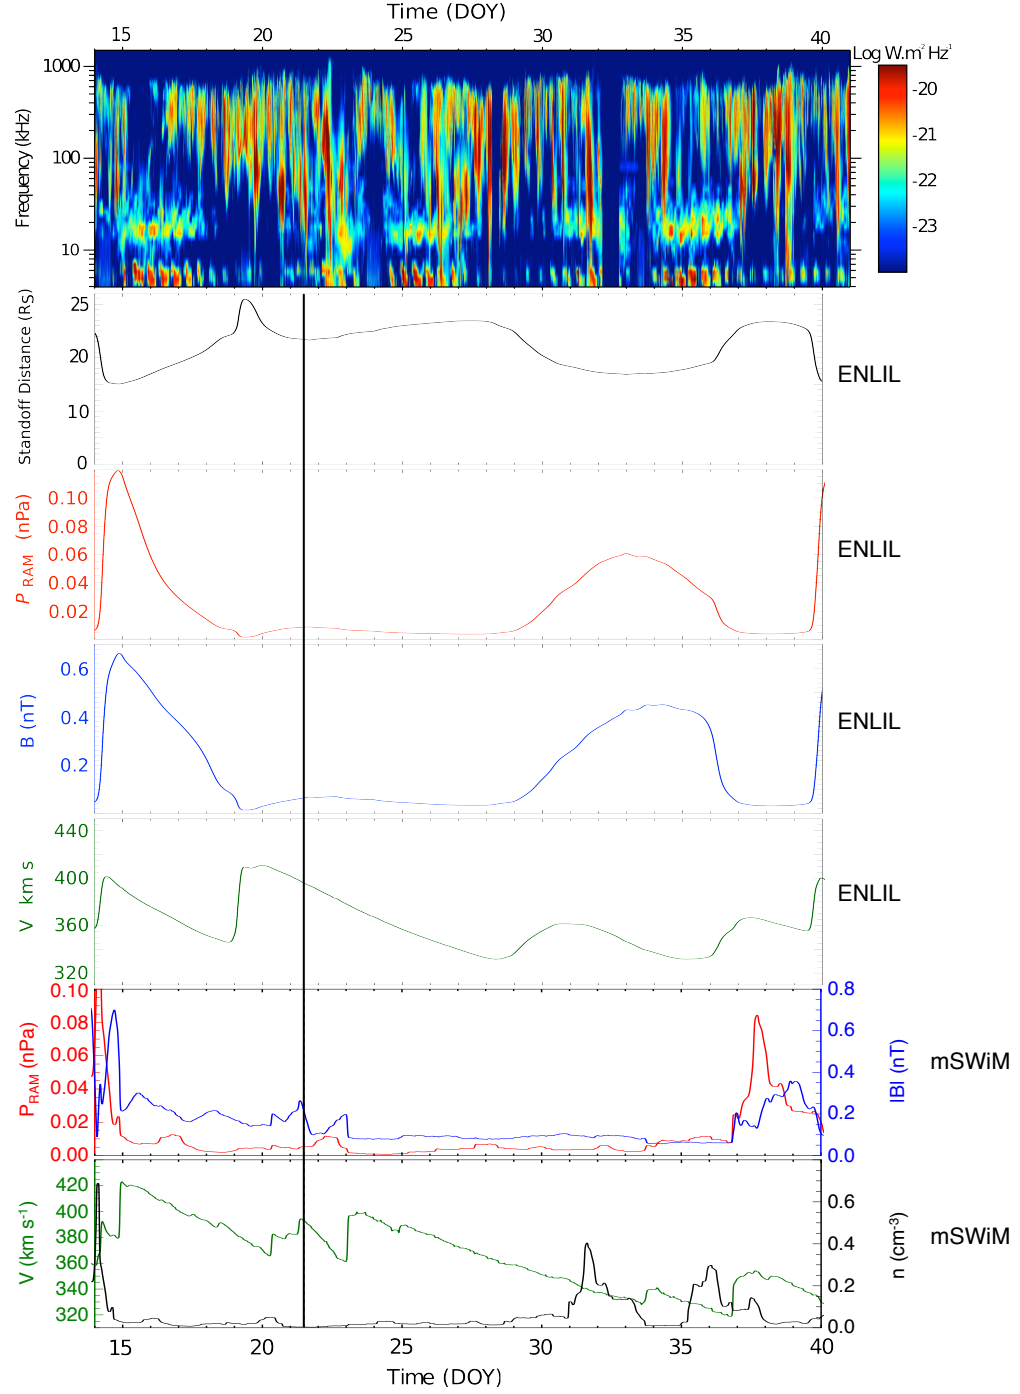 Time (DOY)
15 20 25 30 35 40
Log W.m² Hz¹
1000
100
10
Frequency (kHz)
-20
-21
-22
-23
25
20
10
0
Standoff Distance (RS)
ENLIL
0.10
0.08
0.06
0.04
0.02
P RAM (nPa)
ENLIL
0.6
0.4
0.2
B (nT)
ENLIL
440
400
360
320
V km s
ENLIL
0.10
0.08
0.06
0.04
0.02
0.00
PRAM (nPa)
0.8
0.6
0.4
0.2
0.0
IBI (nT)
mSWiM
420
400
380
360
340
320
V (km s-1)
0.6
0.4
0.2
0.0
n (cm-3)
mSWiM
15 20 25 30 35 40
Time (DOY)